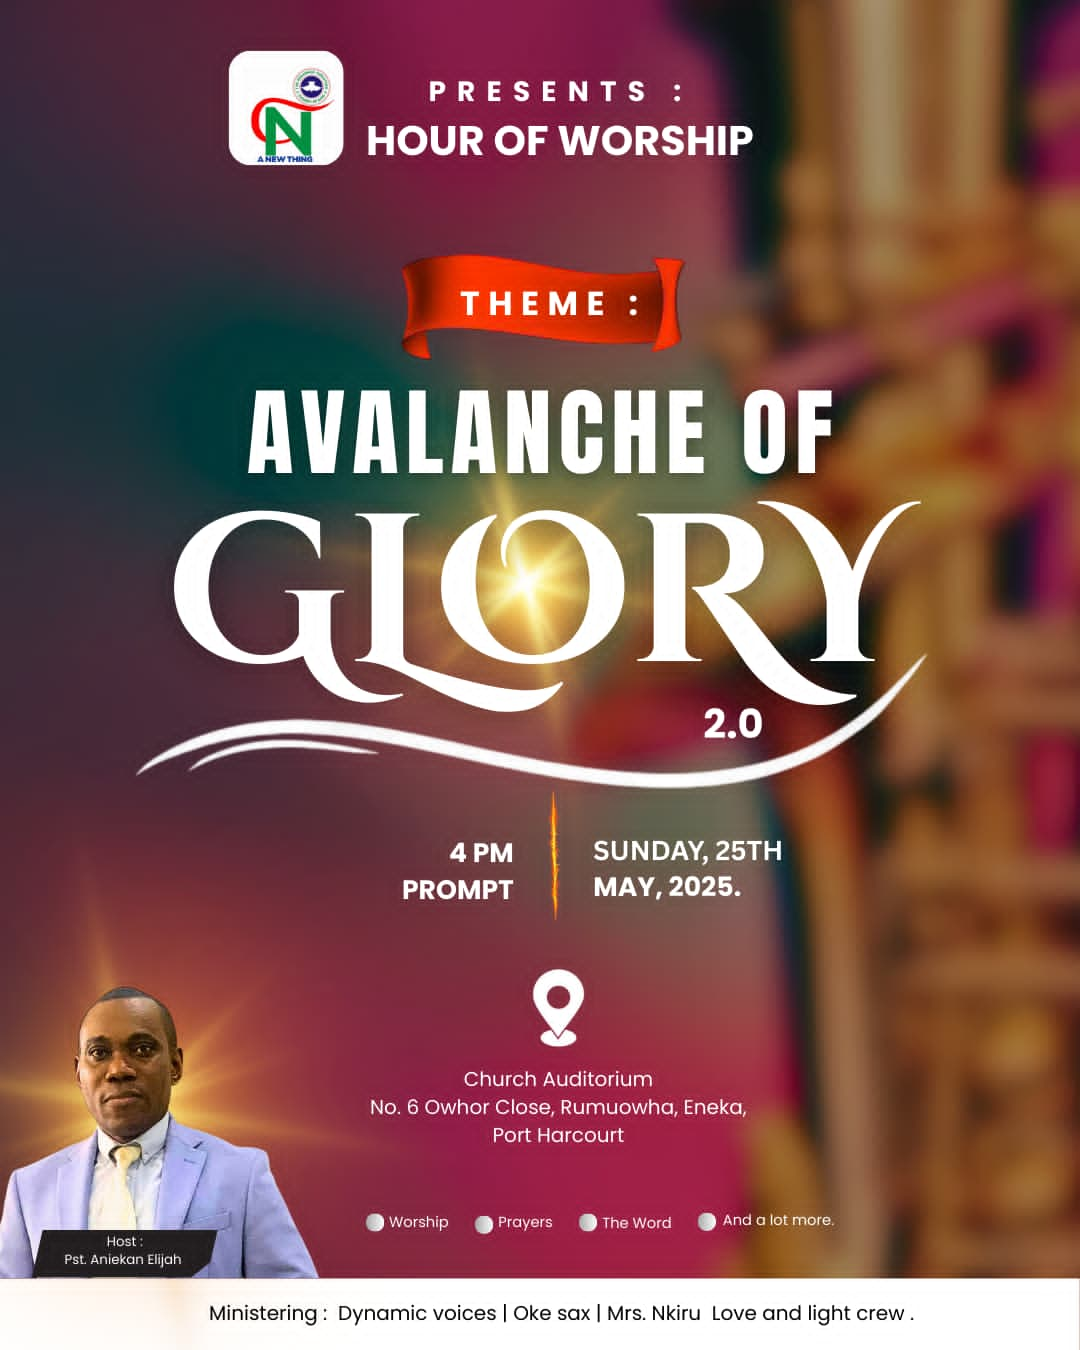 A NEW THING
PRESENTS :
HOUR OF WORSHIP
THEME :
AVALANCHE OF
GLORY
2.0
4 PM
PROMPT
SUNDAY, 25TH
MAY, 2025.
Church Auditorium
No. 6 Owhor Close, Rumuowha, Eneka,
Port Harcourt
Worship Prayers The Word And a lot more.
Host :
Pst. Aniekan Elijah
Ministering : Dynamic voices | Oke sax | Mrs. Nkiru Love and light crew .